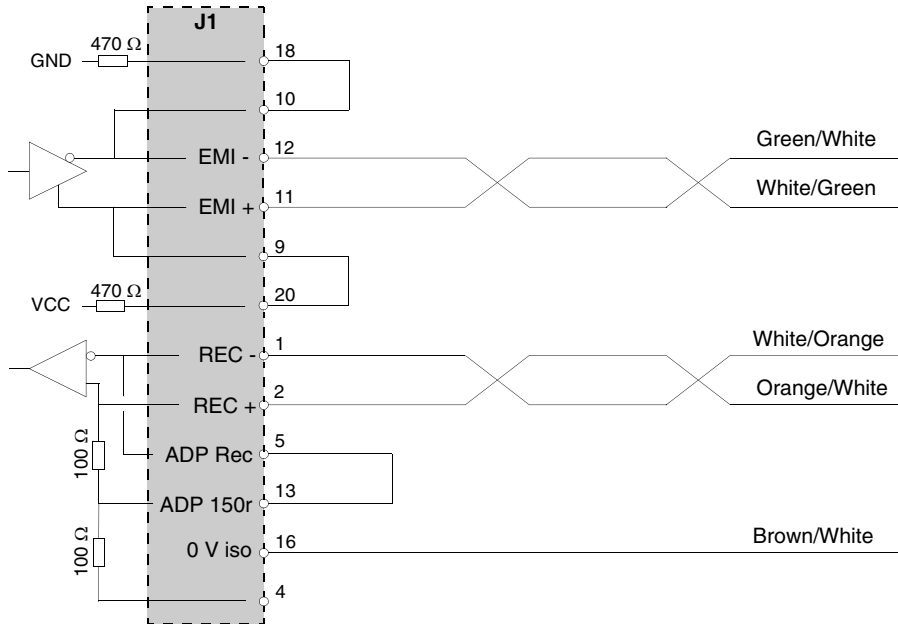 J1
470 Ω
GND
18
10
EMI -
12
Green/White
EMI +
11
White/Green
9
470 Ω
VCC
20
REC -
1
White/Orange
REC +
2
Orange/White
100 Ω
ADP Rec
5
ADP 150r
13
100 Ω
0 V iso
16
Brown/White
4